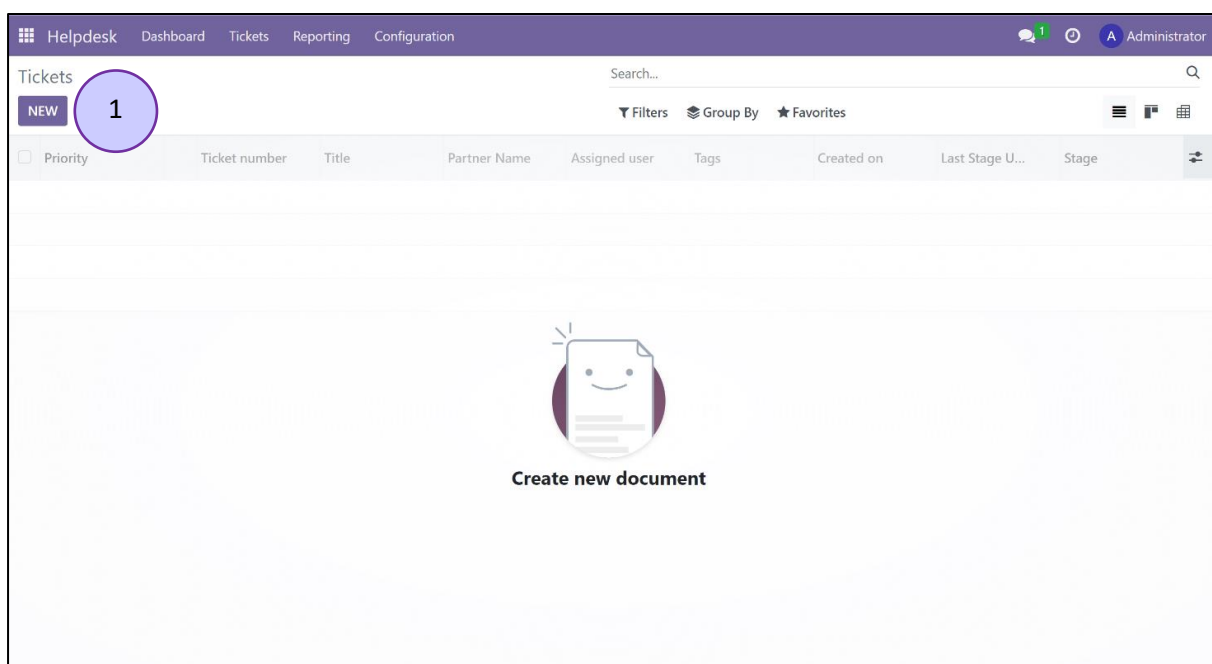 Helpdesk Dashboard Tickets Reporting Configuration 1 A Administrator
Tickets Search...
NEW 1 Filters Group By Favorites
Priority Ticket number Title Partner Name Assigned user Tags Created on Last Stage U... Stage
Create new document